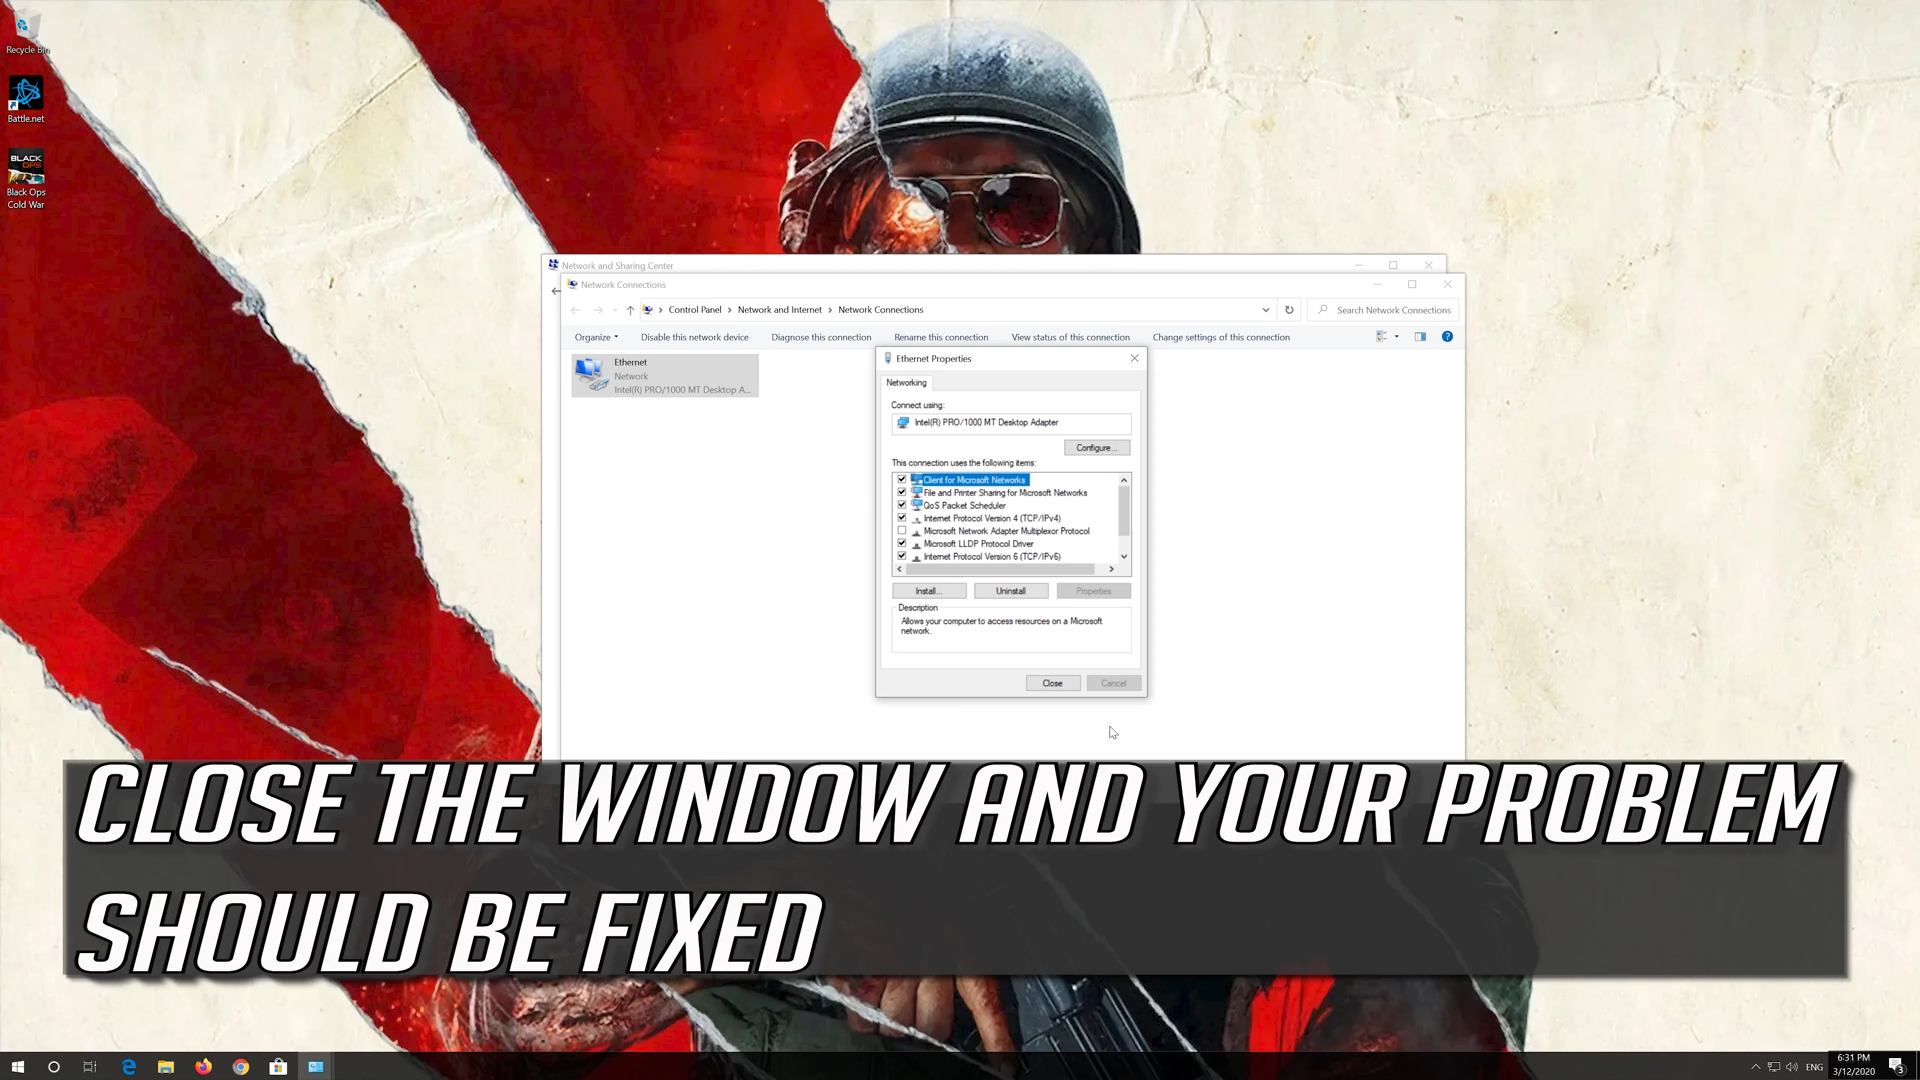 Recycle Bin
Battle.net
BLACK
OPS
Black Ops
Cold War
Network and Sharing Center
Network Connections
Control Panel
Network and Internet
Network Connections
Search Network Connections
Organize
Disable this network device
Diagnose this connection
Rename this connection
View status of this connection
Change settings of this connection
Ethernet
Network
Intel(R) PRO/1000 MT Desktop A...
Ethernet Properties
Networking
Connect using:
Intel(R) PRO/1000 MT Desktop Adapter
Configure...
This connection uses the following items:
Client for Microsoft Networks
File and Printer Sharing for Microsoft Networks
QoS Packet Scheduler
Internet Protocol Version 4 (TCP/IPv4)
Microsoft Network Adapter Multiplexor Protocol
Microsoft LLDP Protocol Driver
Internet Protocol Version 6 (TCP/IPv6)
Install...
Uninstall
Properties
Description
Allows your computer to access resources on a Microsoft
network.
Close
Cancel
CLOSE THE WINDOW AND YOUR PROBLEM
SHOULD BE FIXED
ENG
6:31 PM
3/12/2020
3